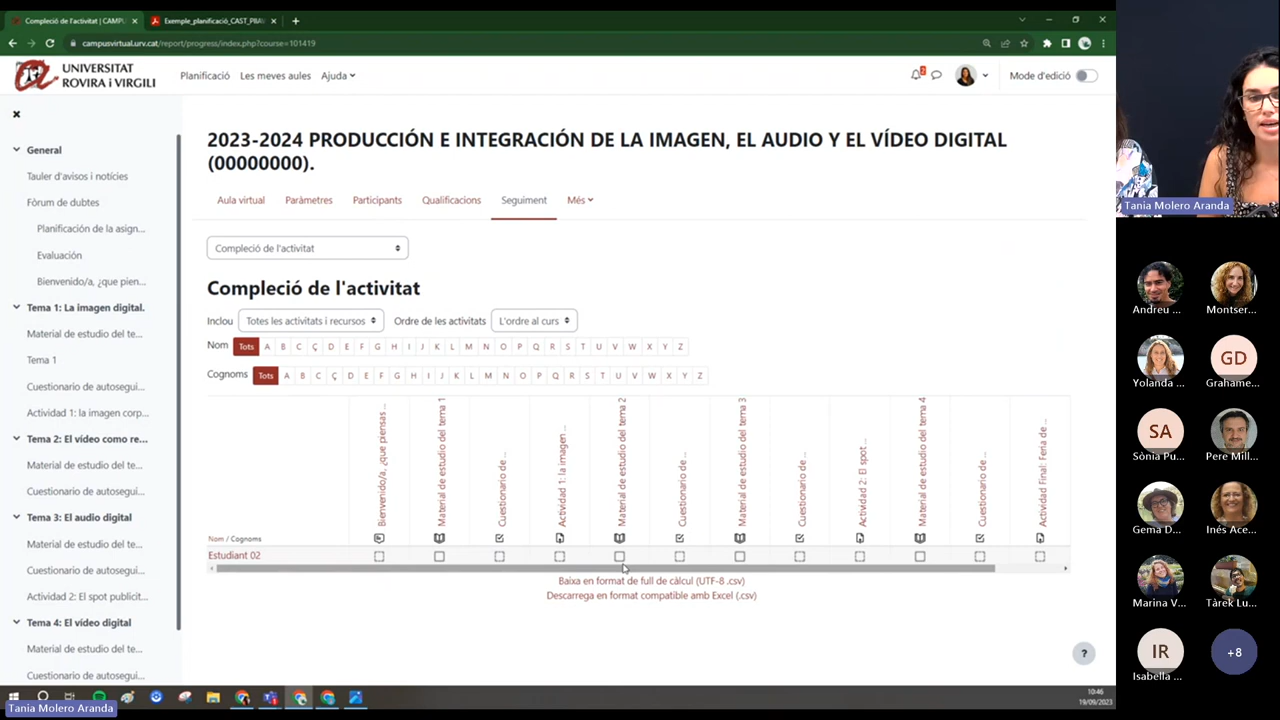 Compleció de l'activitat | CAMPU
Exemple_planificació_CAST_PIIAV
campusvirtual.urv.cat/report/progress/index.php?course=101419
UNIVERSITAT
ROVIRA i VIRGILI
Planificació
Les meves aules
Ajuda
2
Mode d'edició
General
Tauler d'avisos i notícies
Fòrum de dubtes
Planificación de la asign...
Evaluación
Bienvenido/a, ¿que pien...
Tema 1: La imagen digital.
Material de estudio del te...
Tema 1
Cuestionario de autosegui...
Actividad 1: la imagen corp...
Tema 2: El vídeo como re...
Material de estudio del te...
Cuestionario de autosegui...
Tema 3: El audio digital
Material de estudio del te...
Cuestionario de autosegui...
Actividad 2: El spot publicit...
Tema 4: El vídeo digital
Material de estudio del te...
Cuestionario de autosegui...
2023-2024 PRODUCCIÓN E INTEGRACIÓN DE LA IMAGEN, EL AUDIO Y EL VÍDEO DIGITAL
(00000000).
Aula virtual
Paràmetres
Participants
Qualificacions
Seguiment
Més
Compleció de l'activitat
Compleció de l'activitat
Inclou
Totes les activitats i recursos
Ordre de les activitats
L'ordre al curs
Nom Tots A B C Ç D E F G H I J K L M N O P Q R S T U V W X Y Z
Cognoms Tots A B C Ç D E F G H I J K L M N O P Q R S T U V W X Y Z
Bienvenido/a, ¿que piensas ...
Material de estudio del tema 1
Cuestionario de ...
Actividad 1: la imagen ...
Material de estudio del tema 2
Cuestionario de ...
Material de estudio del tema 3
Cuestionario de ...
Actividad 2: El spot ...
Material de estudio del tema 4
Cuestionario de ...
Actividad Final: Feria de ...
Nom / Cognoms
Estudiant 02
Baixa en format de full de càlcul (UTF-8 .csv)
Descarrega en format compatible amb Excel (.csv)
?
10:46
19/09/2023
Tania Molero Aranda
Tania Molero Aranda
Andreu ...
Montser...
Yolanda ...
GD
Grahame...
SA
Sònia Pu...
Pere Mill...
Gema D...
Inés Ace...
Marina V...
Tàrek Lu...
IR
Isabella ...
+8